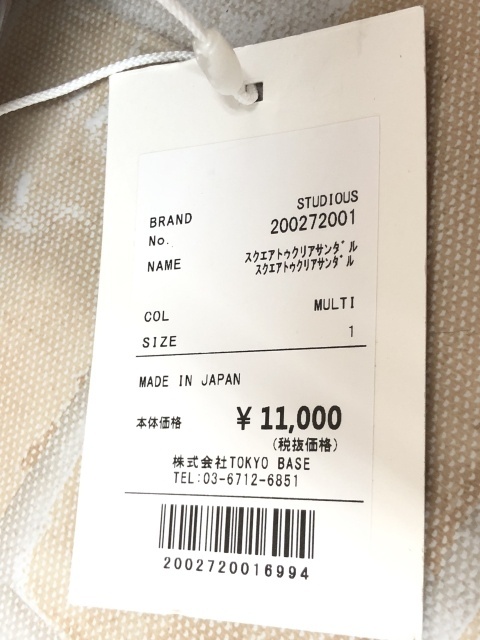 BRAND STUDIOUS
No. 200272001
NAME スクエアトゥクリアサンダル
スクエアトゥクリアサンダル
COL MULTI
SIZE 1
MADE IN JAPAN
本体価格 ¥ 11,000
(税抜価格)
株式会社TOKYO BASE
TEL:03-6712-6851
2002720016994